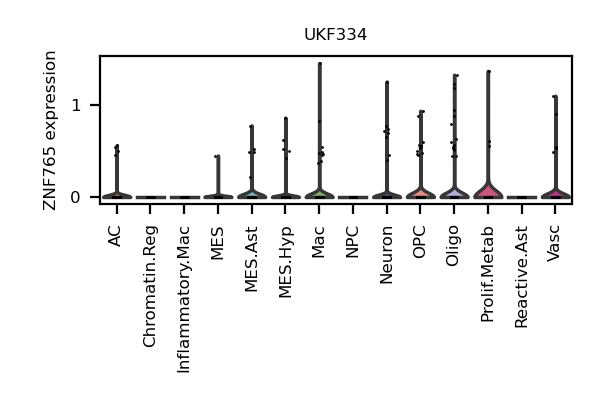 UKF334
ZNF765 expression
1
0
AC
Chromatin.Reg
Inflammatory.Mac
MES
MES.Ast
MES.Hyp
Mac
NPC
Neuron
OPC
Oligo
Prolif.Metab
Reactive.Ast
Vasc